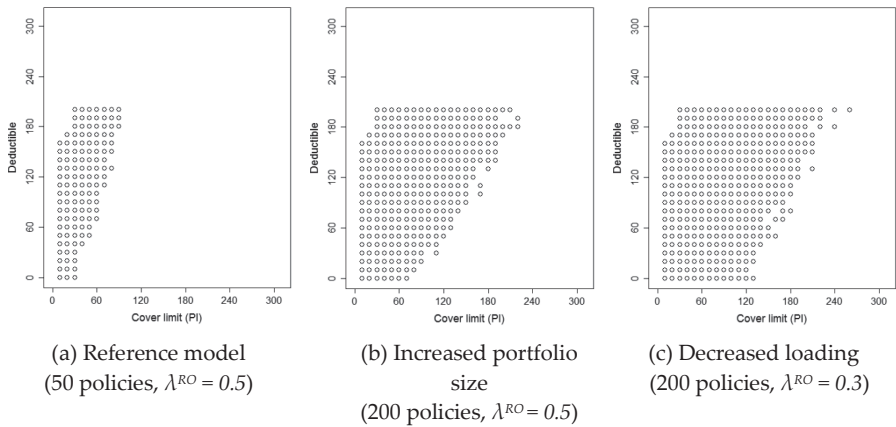 300
240
180
120
60
0
Deductible
0 60 120 180 240 300
Cover limit (PI)
(a) Reference model
(50 policies, λᴿᴼ = 0.5)
300
240
180
120
60
0
Deductible
0 60 120 180 240 300
Cover limit (PI)
(b) Increased portfolio
size
(200 policies, λᴿᴼ = 0.5)
300
240
180
120
60
0
Deductible
0 60 120 180 240 300
Cover limit (PI)
(c) Decreased loading
(200 policies, λᴿᴼ = 0.3)